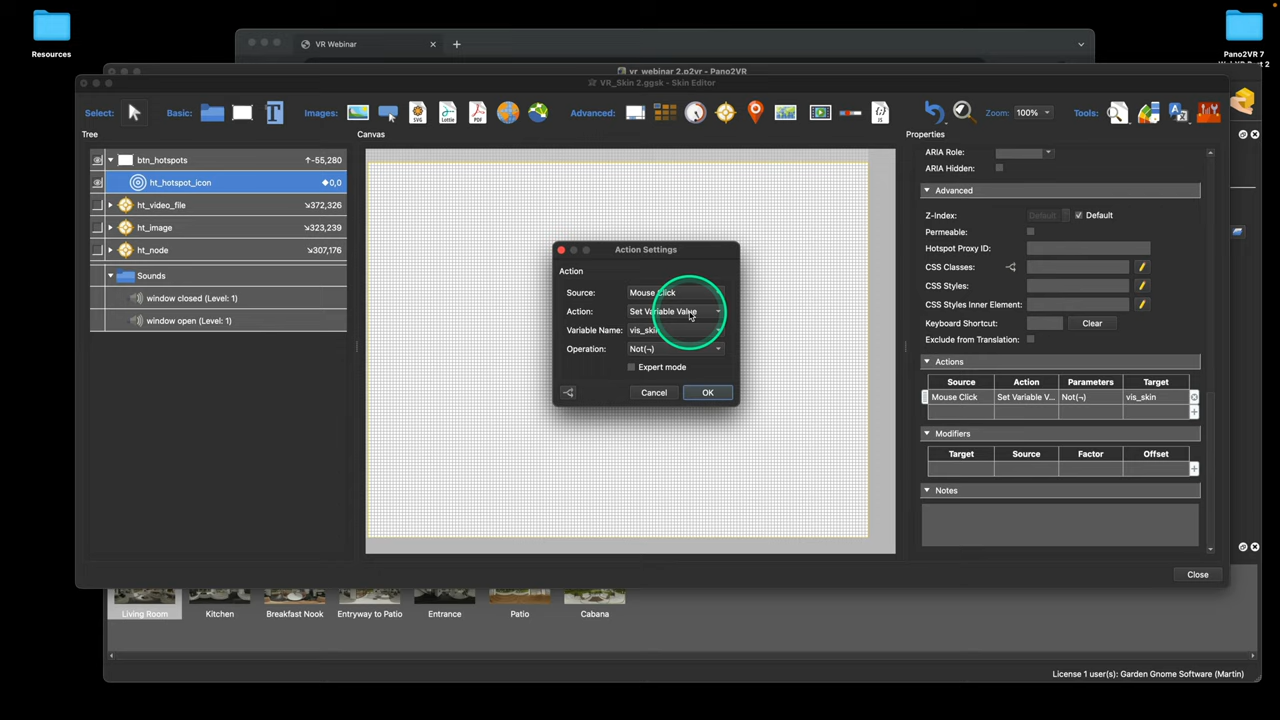 Resources
VR Webinar
Pano2VR 7
vr_webinar 2.p2vr - Pano2VR
VR_Skin 2.ggsk - Skin Editor
Select:
Basic:
Images:
Advanced:
Zoom:
100%
Tools:
Tree
Canvas
Properties
btn_hotspots
-55,280
ht_hotspot_icon
0,0
ht_video_file
372,326
ht_image
323,239
ht_node
307,176
Sounds
window closed (Level: 1)
window open (Level: 1)
Action Settings
Action
Source:
Mouse Click
Action:
Set Variable Value
Variable Name:
Operation:
Not(¬)
Expert mode
Cancel
OK
ARIA Role:
ARIA Hidden:
Advanced
Z-Index:
Default
Default
Permeable:
Hotspot Proxy ID:
CSS Classes:
CSS Styles:
CSS Styles Inner Element:
Keyboard Shortcut:
Clear
Exclude from Translation:
Actions
Source Action Parameters Target
Mouse Click Set Variable V... Not(¬) vis_skin
Modifiers
Target Source Factor Offset
Notes
Close
Living Room
Kitchen
Breakfast Nook
Entryway to Patio
Entrance
Patio
Cabana
License 1 user(s): Garden Gnome Software (Martin)